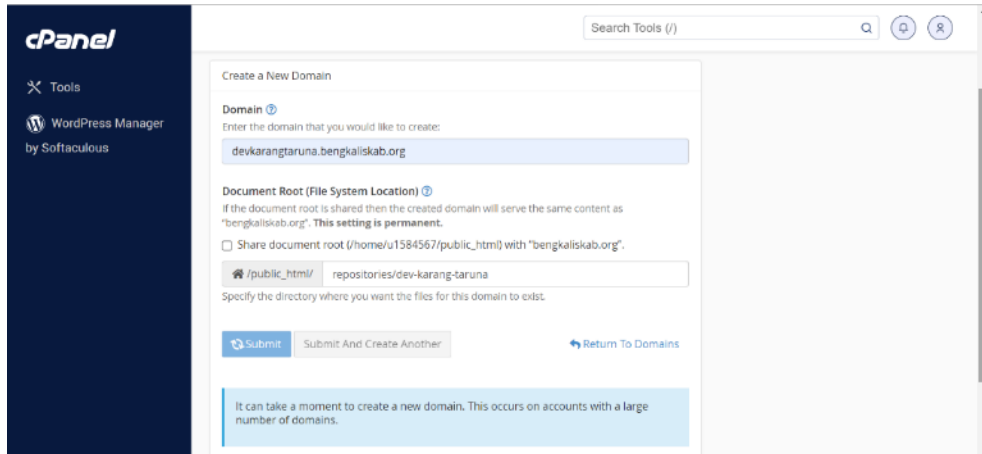 cPanel
Search Tools (/)
Tools
WordPress Manager
by Softaculous
Create a New Domain
Domain
Enter the domain that you would like to create:
devkarangtaruna.bengkaliskab.org
Document Root (File System Location)
If the document root is shared then the created domain will serve the same content as
"bengkaliskab.org". This setting is permanent.
Share document root (/home/u1584567/public_html) with "bengkaliskab.org".
/public_html/ repositories/dev-karang-taruna
Specify the directory where you want the files for this domain to exist.
Submit Submit And Create Another Return To Domains
It can take a moment to create a new domain. This occurs on accounts with a large
number of domains.